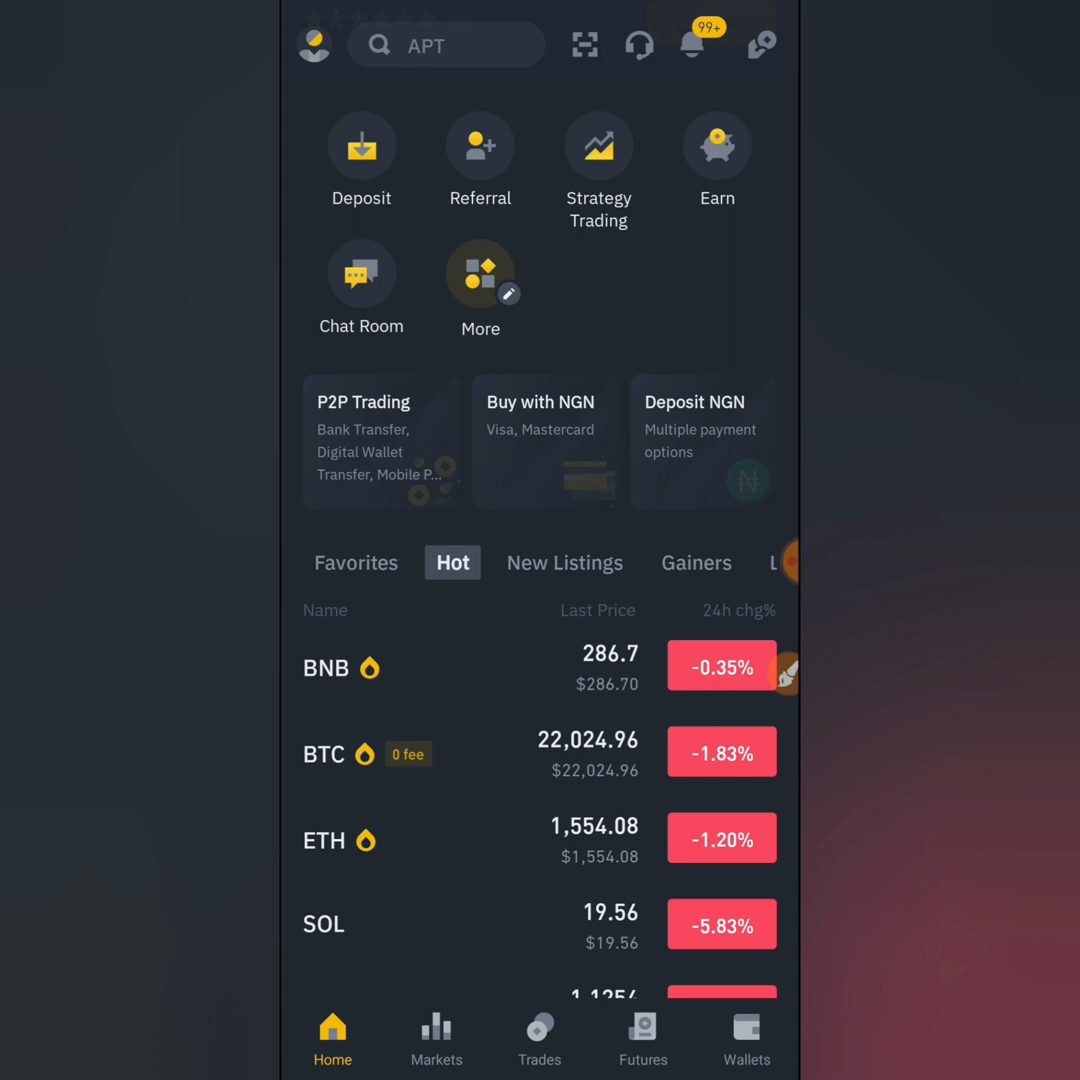 APT
99+
Deposit
Referral
Strategy
Trading
Earn
Chat Room
More
P2P Trading
Bank Transfer,
Digital Wallet
Transfer, Mobile P...
Buy with NGN
Visa, Mastercard
Deposit NGN
Multiple payment
options
Favorites
Hot
New Listings
Gainers
L
Name
Last Price
24h chg%
BNB
286.7
$286.70
-0.35%
BTC
0 fee
22,024.96
$22,024.96
-1.83%
ETH
1,554.08
$1,554.08
-1.20%
SOL
19.56
$19.56
-5.83%
Home
Markets
Trades
Futures
Wallets